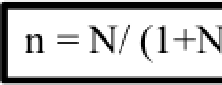 n = N/ (1+N